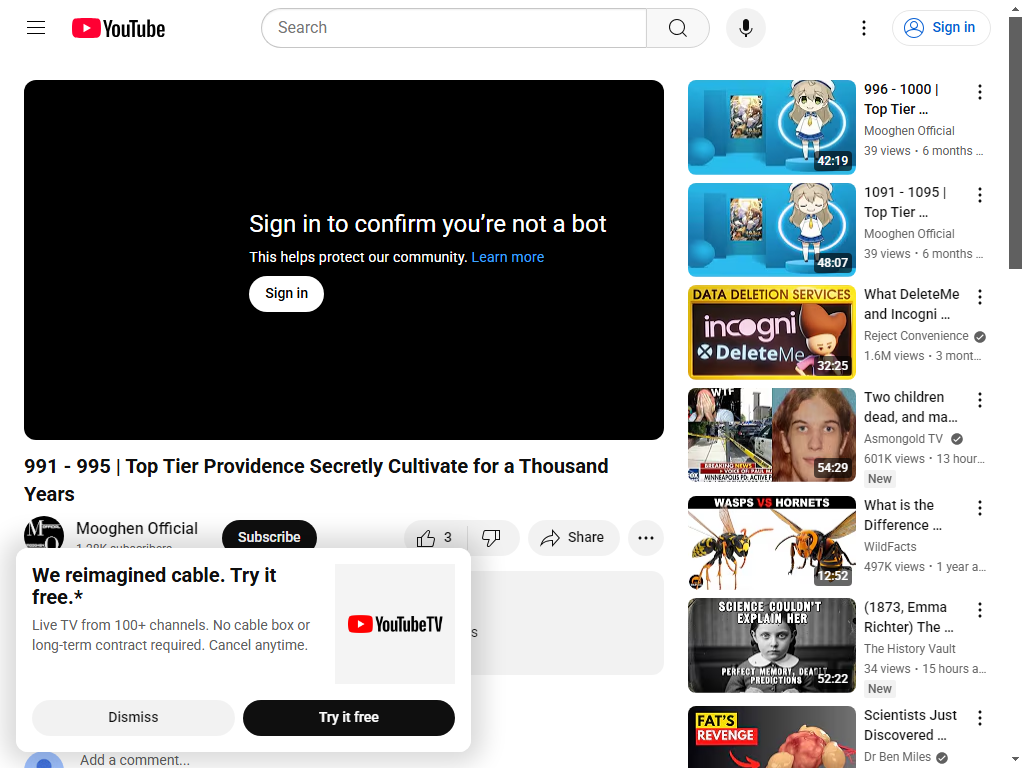 YouTube
Search
Sign in
Sign in to confirm you’re not a bot
This helps protect our community. Learn more
Sign in
991 - 995 | Top Tier Providence Secretly Cultivate for a Thousand
Years
Mooghen Official
Subscribe
3
Share
We reimagined cable. Try it
free.*
Live TV from 100+ channels. No cable box or
long-term contract required. Cancel anytime.
YouTubeTV
Dismiss
Try it free
Add a comment...
42:19
996 - 1000 |
Top Tier ...
Mooghen Official
39 views • 6 months ...
48:07
1091 - 1095 |
Top Tier ...
Mooghen Official
39 views • 6 months ...
DATA DELETION SERVICES
incogni
DeleteMe
32:25
What DeleteMe
and Incogni ...
Reject Convenience
1.6M views • 3 mont...
WTF
BREAKING NEWS
54:29
Two children
dead, and ma...
Asmongold TV
601K views • 13 hour...
New
WASPS VS HORNETS
12:52
What is the
Difference ...
WildFacts
497K views • 1 year a...
SCIENCE COULDN'T
EXPLAIN HER
PERFECT MEMORY, DEADLY
PREDICTIONS
52:22
(1873, Emma
Richter) The ...
The History Vault
34 views • 15 hours a...
New
FAT'S
REVENGE
Scientists Just
Discovered ...
Dr Ben Miles